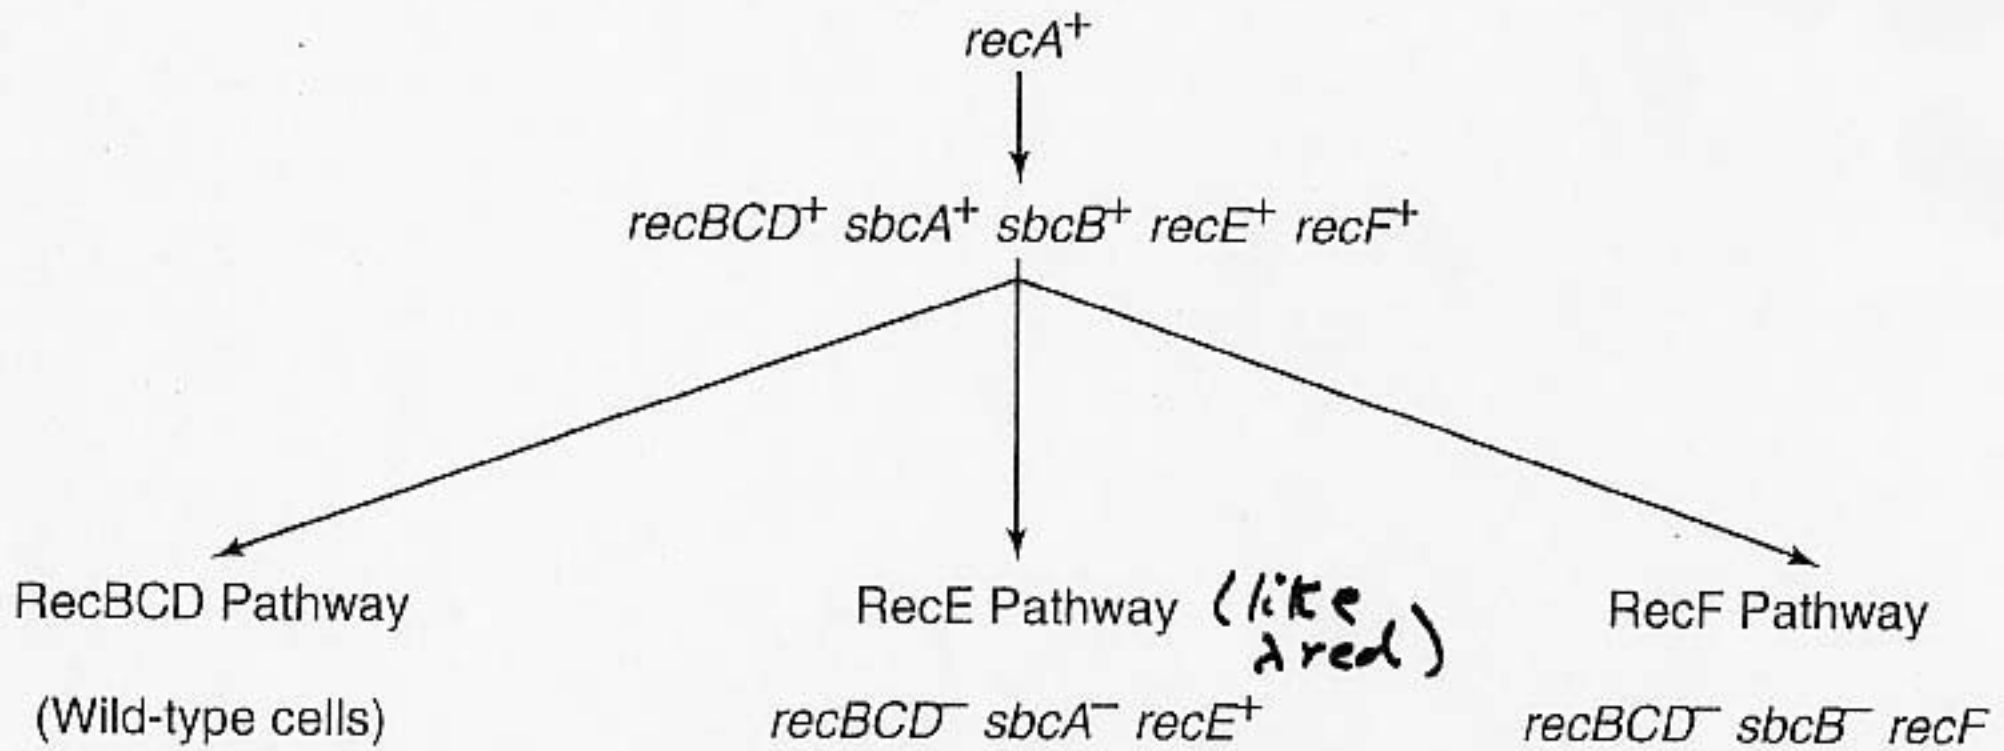 recA⁺
recBCD⁺ sbcA⁺ sbcB⁺ recE⁺ recF⁺
RecBCD Pathway
RecE Pathway (like λ red)
RecF Pathway
(Wild-type cells)
recBCD⁻ sbcA⁻ recE⁺
recBCD⁻ sbcB⁻ recF